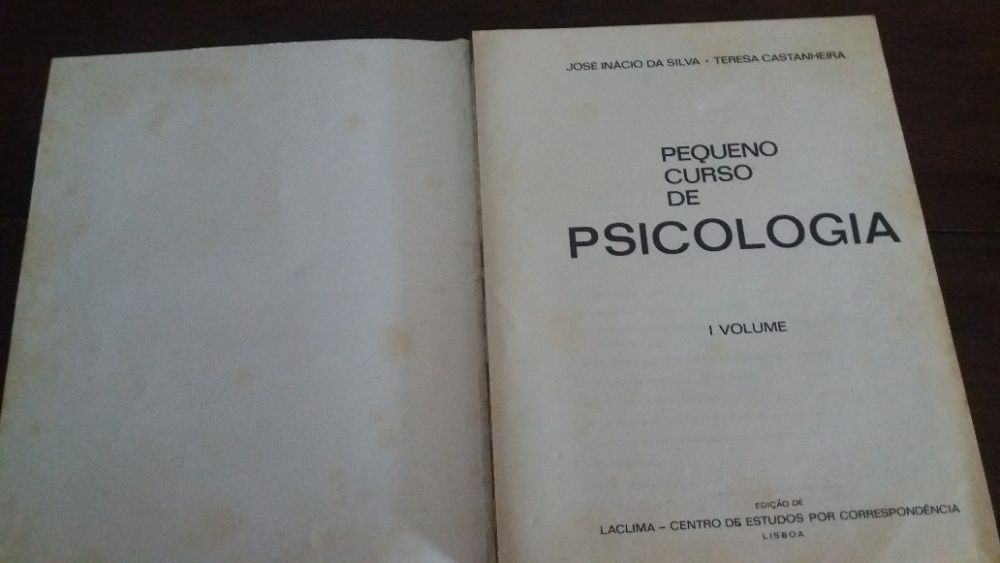 JOSÉ INÁCIO DA SILVA • TERESA CASTANHEIRA
PEQUENO
CURSO
DE
PSICOLOGIA
I VOLUME
EDIÇÃO DE
LACLIMA – CENTRO DE ESTUDOS POR CORRESPONDÊNCIA
LISBOA